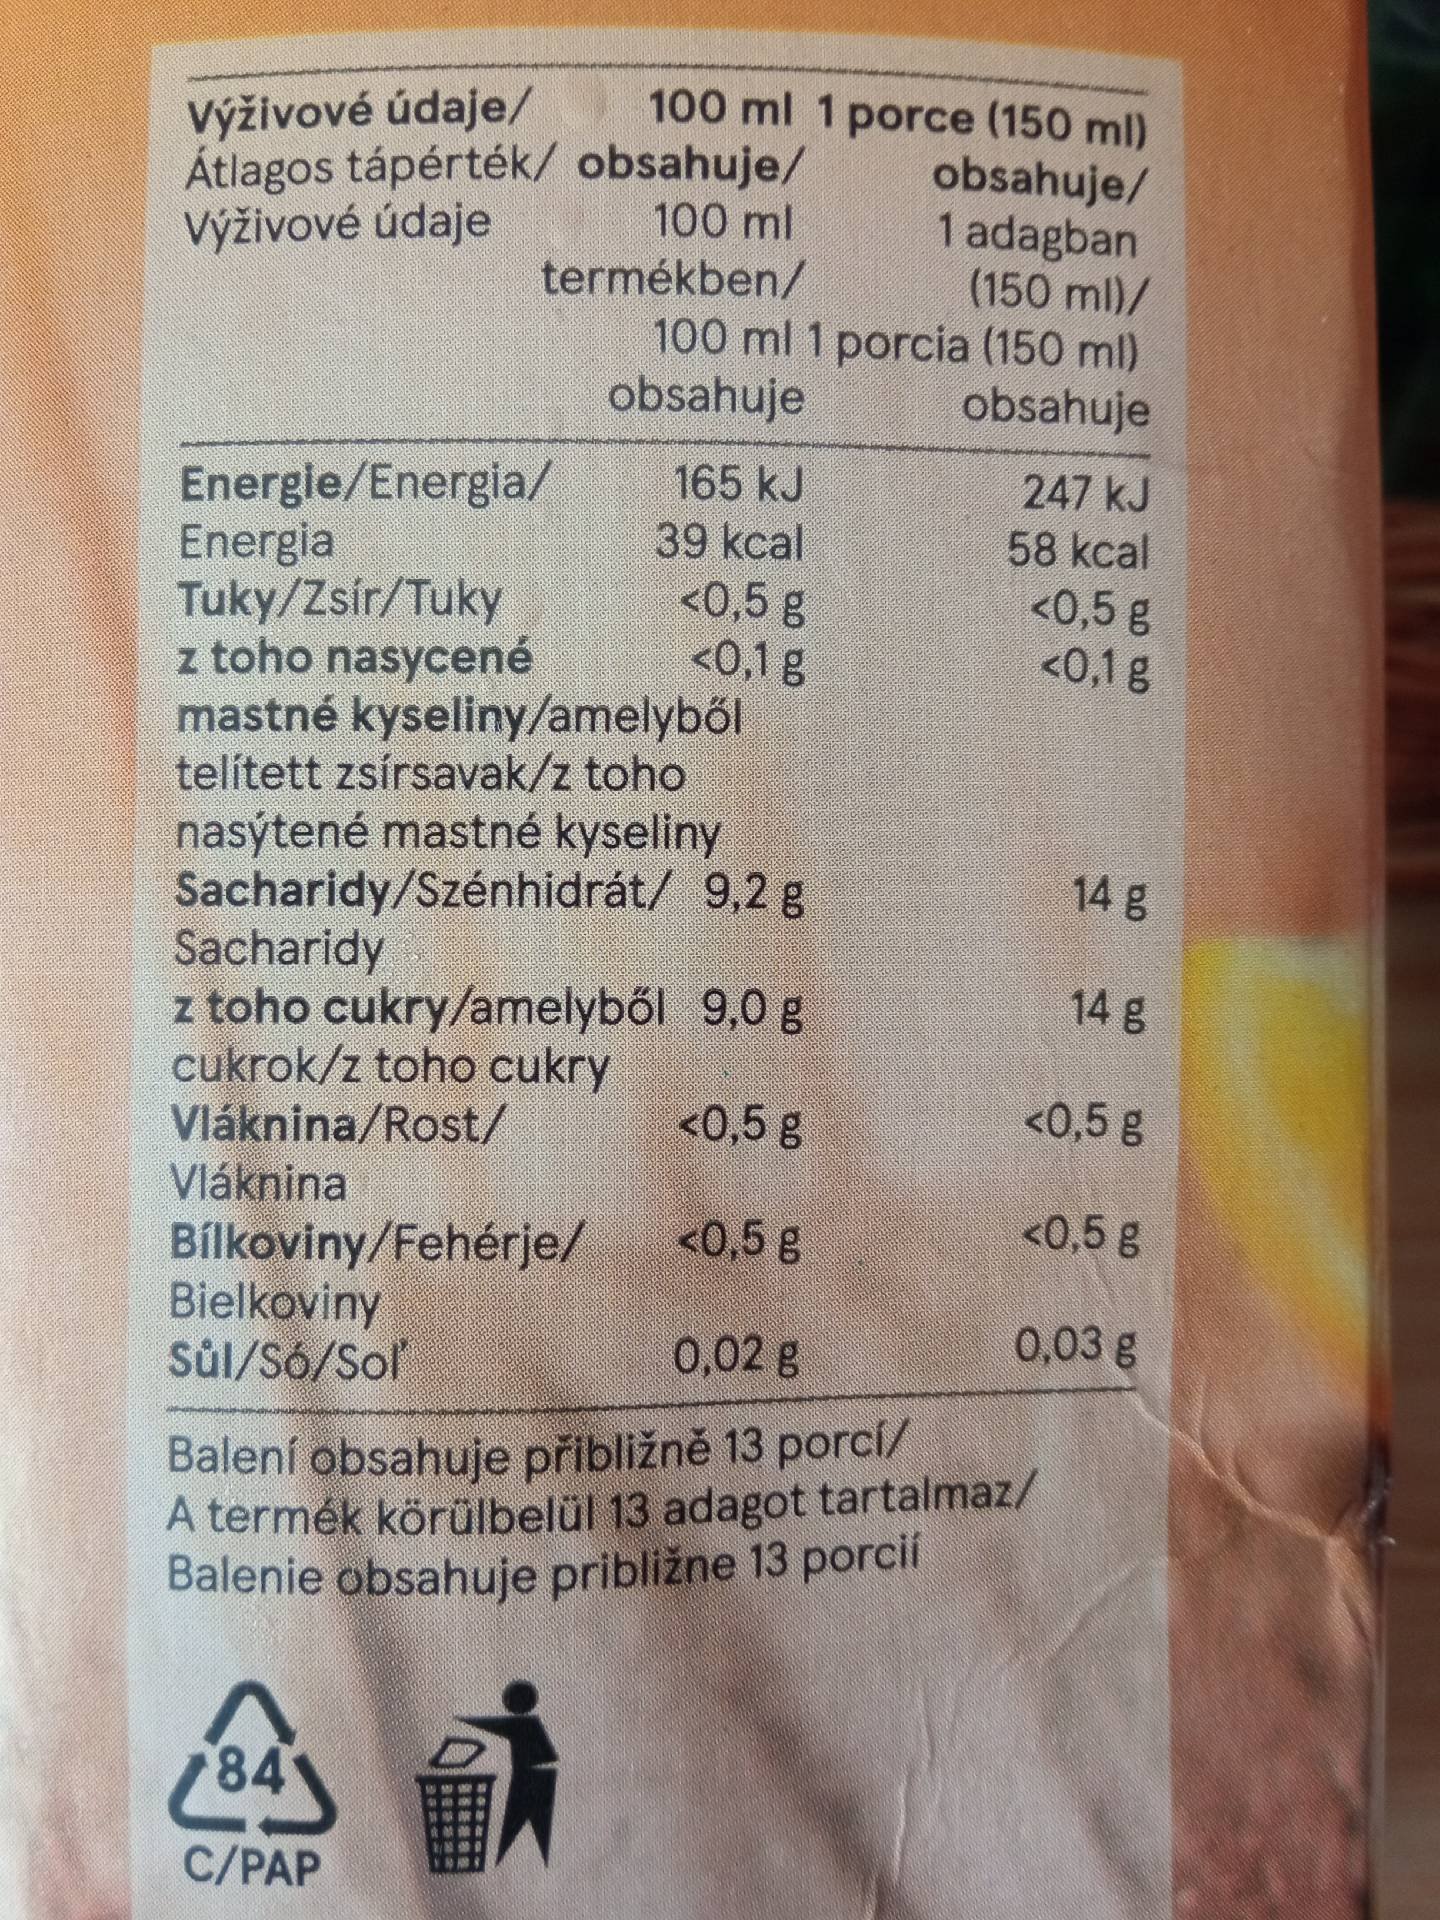 Výživové údaje/ 100 ml 1 porce (150 ml)
Átlagos tápérték/ obsahuje/ obsahuje/
Výživové údaje 100 ml 1 adagban
termékben/ (150 ml)/
100 ml 1 porcia (150 ml)
obsahuje obsahuje
Energie/Energia/ 165 kJ 247 kJ
Energia 39 kcal 58 kcal
Tuky/Zsír/Tuky <0,5 g <0,5 g
z toho nasycené <0,1 g <0,1 g
mastné kyseliny/amelyből
telített zsírsavak/z toho
nasýtené mastné kyseliny
Sacharidy/Szénhidrát/ 9,2 g 14 g
Sacharidy
z toho cukry/amelyből 9,0 g 14 g
cukrok/z toho cukry
Vláknina/Rost/ <0,5 g <0,5 g
Vláknina
Bílkoviny/Fehérje/ <0,5 g <0,5 g
Bielkoviny
Sůl/Só/Soľ 0,02 g 0,03 g
Balení obsahuje přibližně 13 porcí/
A termék körülbelül 13 adagot tartalmaz/
Balenie obsahuje približne 13 porcií
84
C/PAP